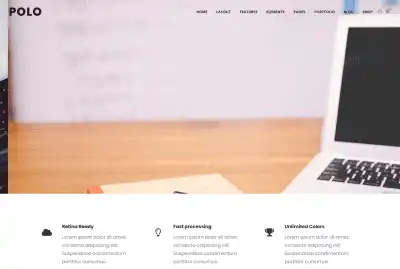 POLO
HOME LAYOUT FEATURES ELEMENTS PAGES PORTFOLIO BLOG SHOP
Retina Ready
Lorem ipsum dolor sit amet,
consecte adipiscing elit.
Suspendisse condimentum
porttitor cursumus.
Fast processing
Lorem ipsum dolor sit amet,
consecte adipiscing elit.
Suspendisse condimentum
porttitor cursumus.
Unlimited Colors
Lorem ipsum dolor sit amet,
consecte adipiscing elit.
Suspendisse condimentum
porttitor cursumus.